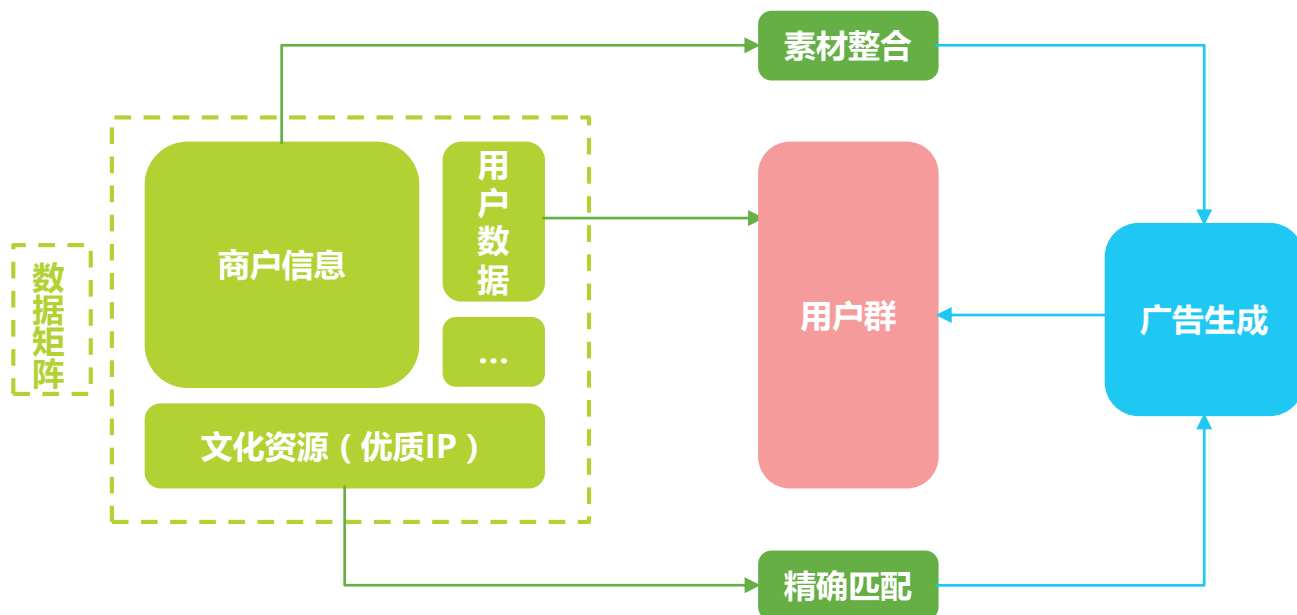 素材整合
用户数据
商户信息
数据矩阵
用户群
广告生成
...
文化资源（优质IP）
精确匹配